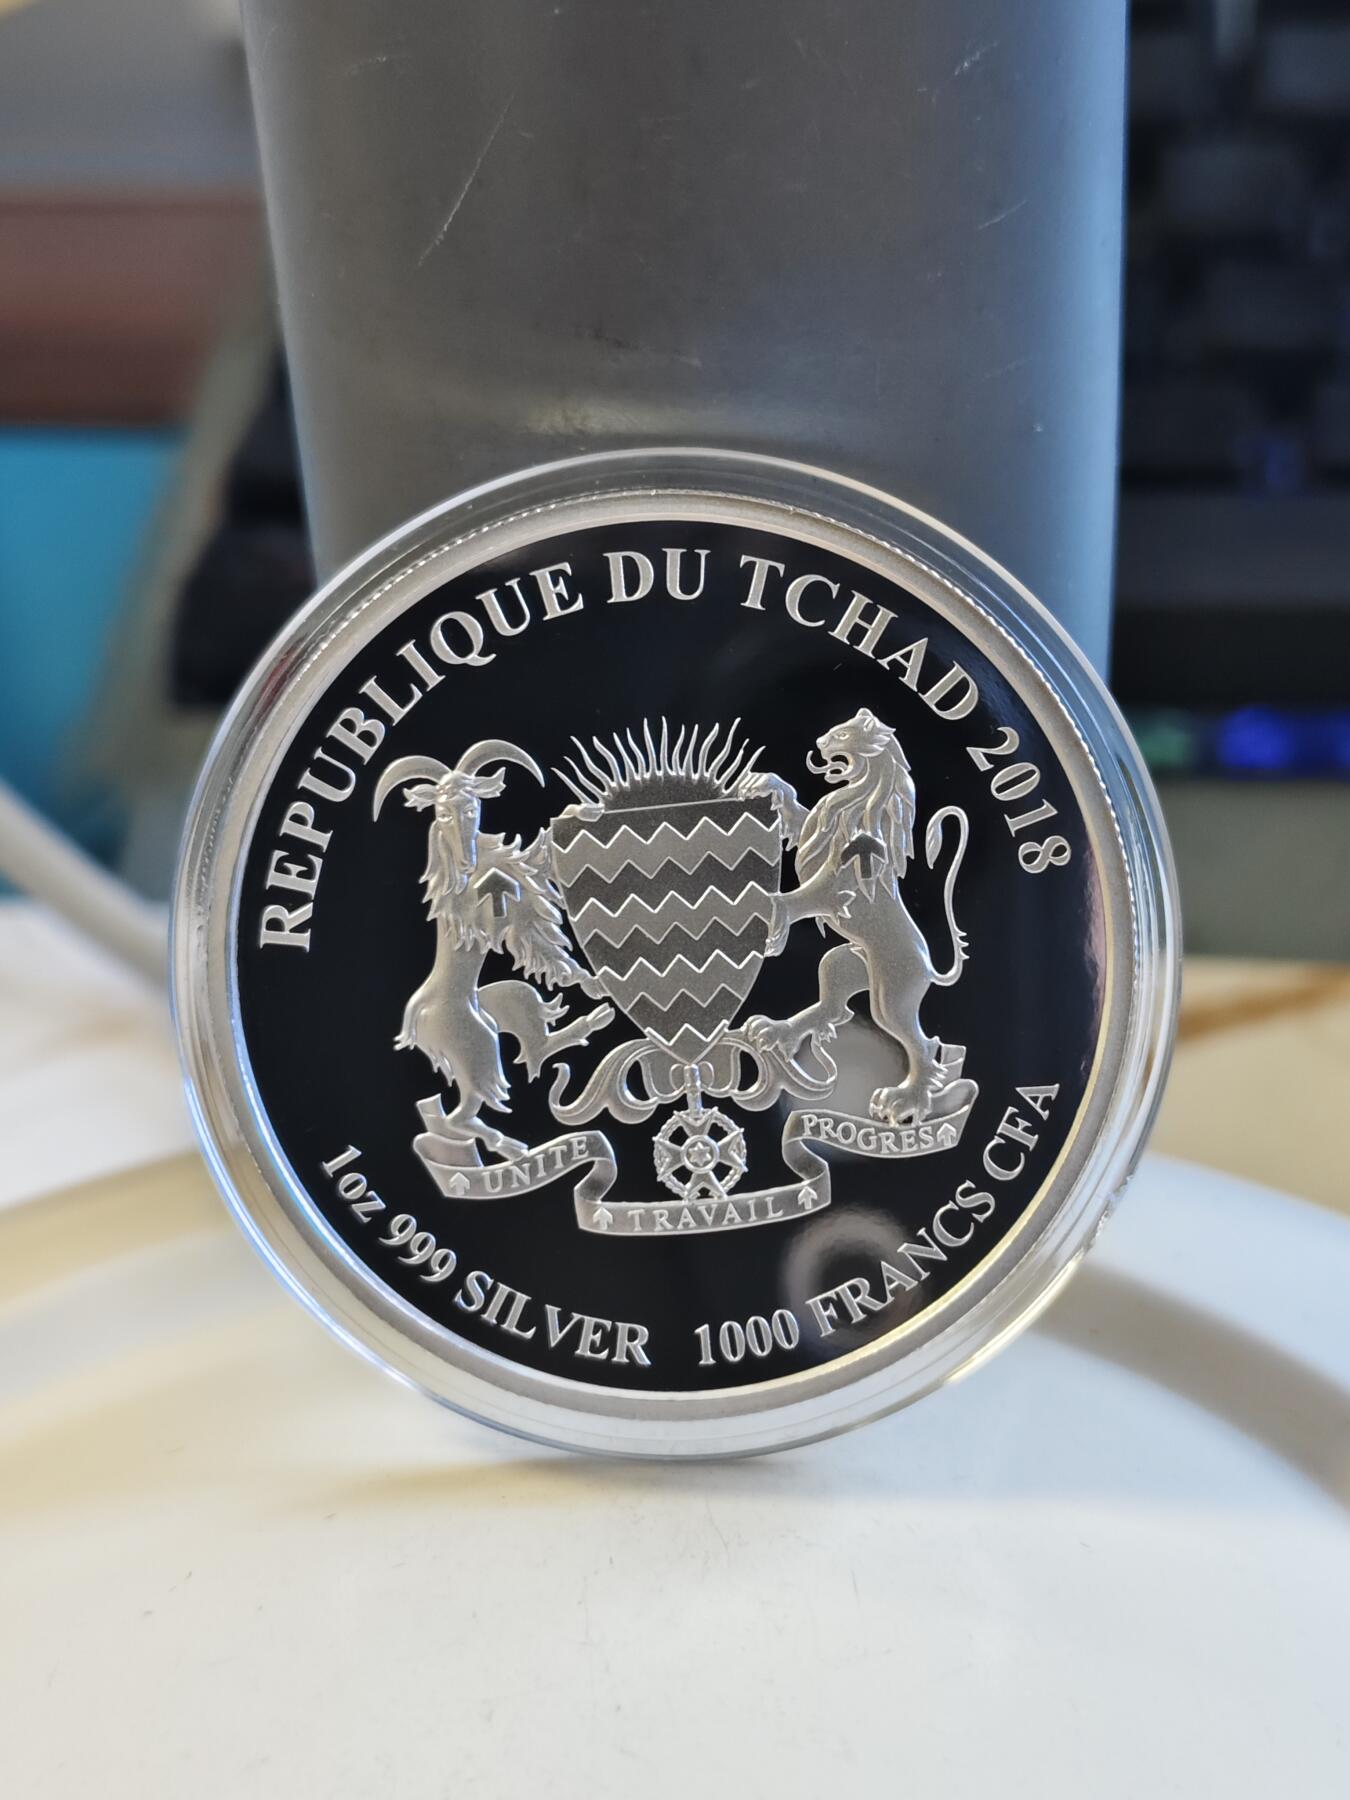 REPUBLIQUE DU TCHAD 2018
UNITE
TRAVAIL
PROGRES
1oz 999 SILVER 1000 FRANCS CFA